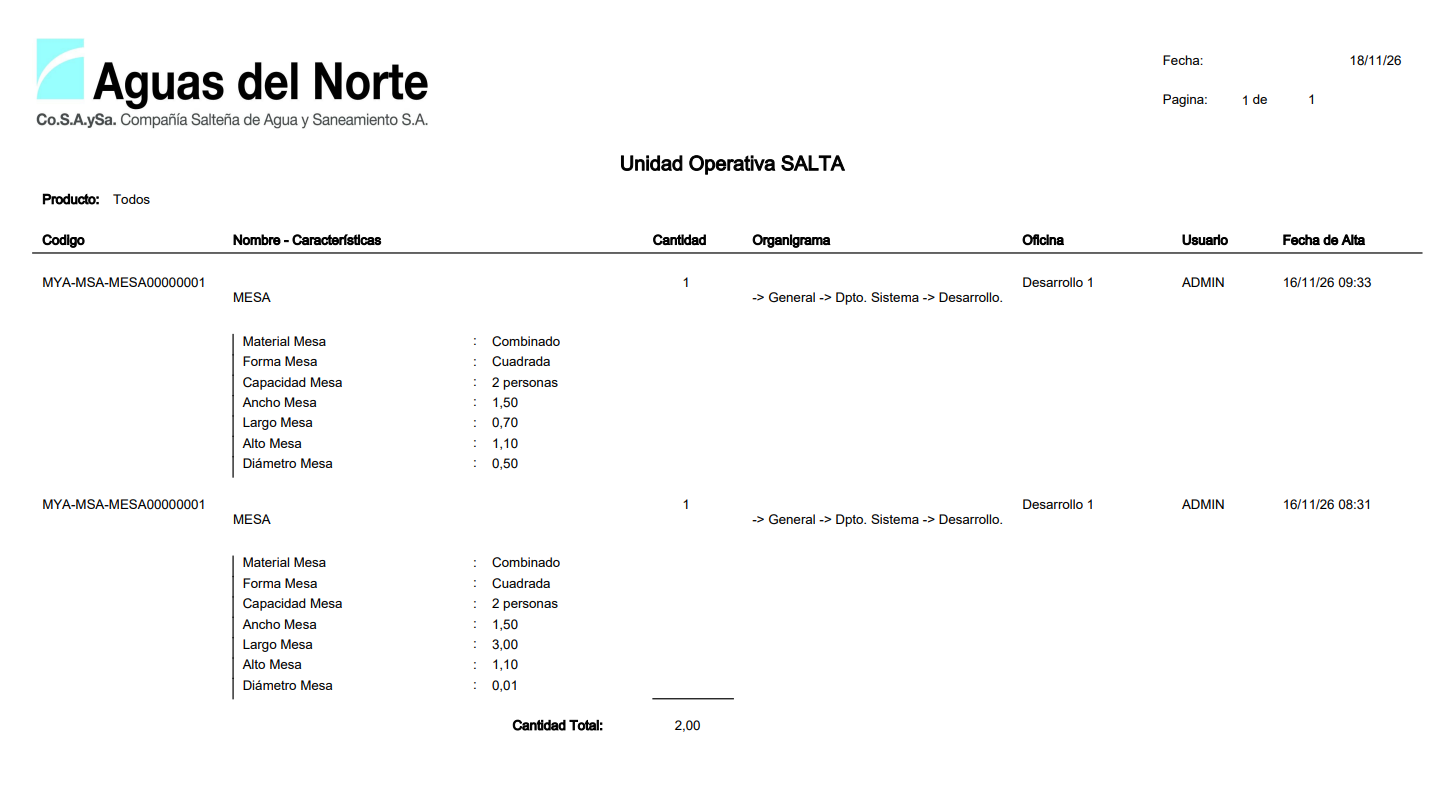 Aguas del Norte
Co.S.A.ySa. Compañía Salteña de Agua y Saneamiento S.A.
Fecha: 18/11/26
Pagina: 1 de 1
Unidad Operativa SALTA
Producto: Todos
Codigo Nombre - Características Cantidad Organigrama Oficina Usuario Fecha de Alta
MYA-MSA-MESA00000001 1 Desarrollo 1 ADMIN 16/11/26 09:33
MESA -> General -> Dpto. Sistema -> Desarrollo.
Material Mesa : Combinado
Forma Mesa : Cuadrada
Capacidad Mesa : 2 personas
Ancho Mesa : 1,50
Largo Mesa : 0,70
Alto Mesa : 1,10
Diámetro Mesa : 0,50
MYA-MSA-MESA00000001 1 Desarrollo 1 ADMIN 16/11/26 08:31
MESA -> General -> Dpto. Sistema -> Desarrollo.
Material Mesa : Combinado
Forma Mesa : Cuadrada
Capacidad Mesa : 2 personas
Ancho Mesa : 1,50
Largo Mesa : 3,00
Alto Mesa : 1,10
Diámetro Mesa : 0,01
Cantidad Total: 2,00